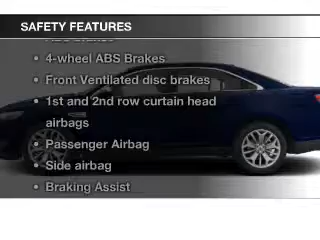 SAFETY FEATURES
• 4-wheel ABS Brakes
• Front Ventilated disc brakes
• 1st and 2nd row curtain head
airbags
• Passenger Airbag
• Side airbag
• Braking Assist